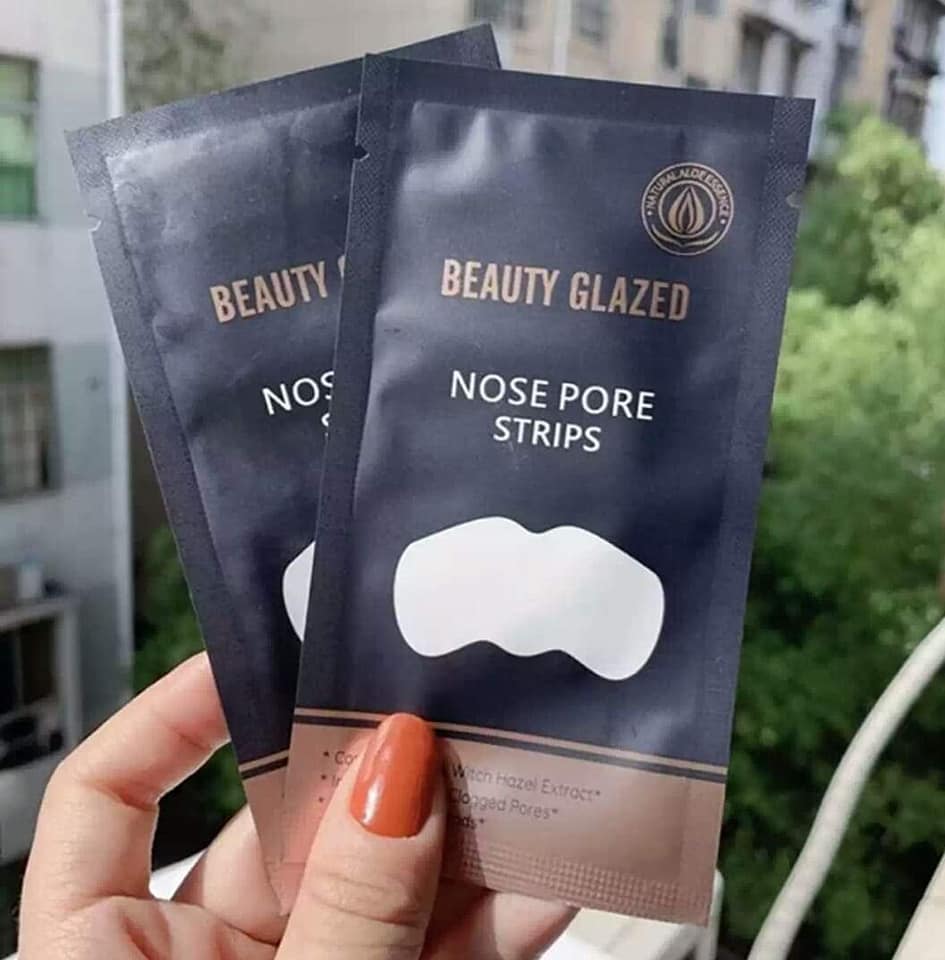 NATURAL ALOE ESSENCE
BEAUTY GLAZED
NOSE PORE
STRIPS
Witch Hazel Extract*
Clogged Pores*
BEAUTY
NOS